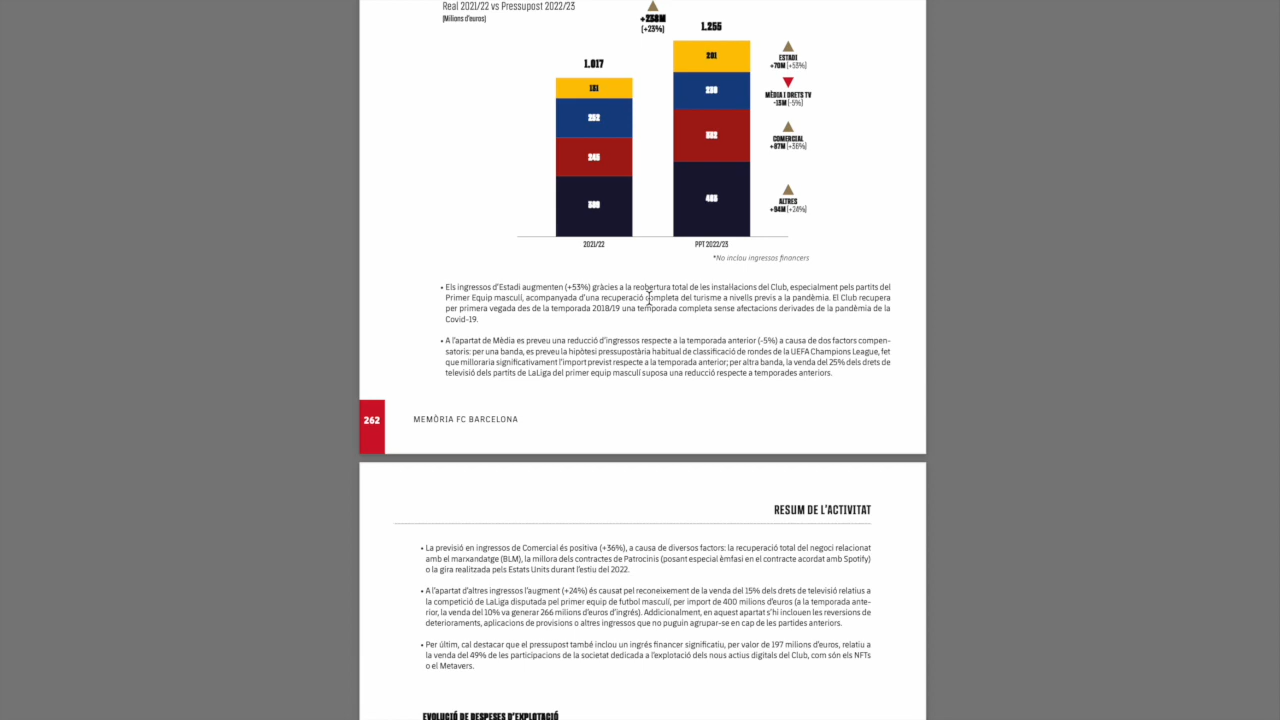 Real 2021/22 vs Pressupost 2022/23
(Milions d'euros)
+238M
(+23%)
1.255
1.017
201
ESTADI
+70M (+53%)
131
239
MÈDIA I DRETS TV
-13M (-5%)
252
332
COMERCIAL
+87M (+36%)
245
483
ALTRES
+94M (+24%)
389
2021/22
PPT 2022/23
*No inclou ingressos financers
• Els ingressos d'Estadi augmenten (+53%) gràcies a la reobertura total de les instal·lacions del Club, especialment pels partits del
Primer Equip masculí, acompanyada d'una recuperació completa del turisme a nivells previs a la pandèmia. El Club recupera
per primera vegada des de la temporada 2018/19 una temporada completa sense afectacions derivades de la pandèmia de la
Covid-19.
• A l'apartat de Mèdia es preveu una reducció d'ingressos respecte a la temporada anterior (-5%) a causa de dos factors compen-
satoris: per una banda, es preveu la hipòtesi pressupostària habitual de classificació de rondes de la UEFA Champions League, fet
que milloraria significativament l'import previst respecte a la temporada anterior; per altra banda, la venda del 25% dels drets de
televisió dels partits de LaLiga del primer equip masculí suposa una reducció respecte a temporades anteriors.
262
MEMÒRIA FC BARCELONA
RESUM DE L'ACTIVITAT
• La previsió en ingressos de Comercial és positiva (+36%), a causa de diversos factors: la recuperació total del negoci relacionat
amb el marxandatge (BLM), la millora dels contractes de Patrocinis (posant especial èmfasi en el contracte acordat amb Spotify)
o la gira realitzada pels Estats Units durant l'estiu del 2022.
• A l'apartat d'altres ingressos l'augment (+24%) és causat pel reconeixement de la venda del 15% dels drets de televisió relatius a
la competició de LaLiga disputada pel primer equip de futbol masculí, per import de 400 milions d'euros (a la temporada ante-
rior, la venda del 10% va generar 266 milions d'euros d'ingrés). Addicionalment, en aquest apartat s'hi inclouen les reversions de
deterioraments, aplicacions de provisions o altres ingressos que no puguin agrupar-se en cap de les partides anteriors.
• Per últim, cal destacar que el pressupost també inclou un ingrés financer significatiu, per valor de 197 milions d'euros, relatiu a
la venda del 49% de les participacions de la societat dedicada a l'explotació dels nous actius digitals del Club, com són els NFTs
o el Metavers.
EVOLUCIÓ DE DESPESES D'EXPLOTACIÓ